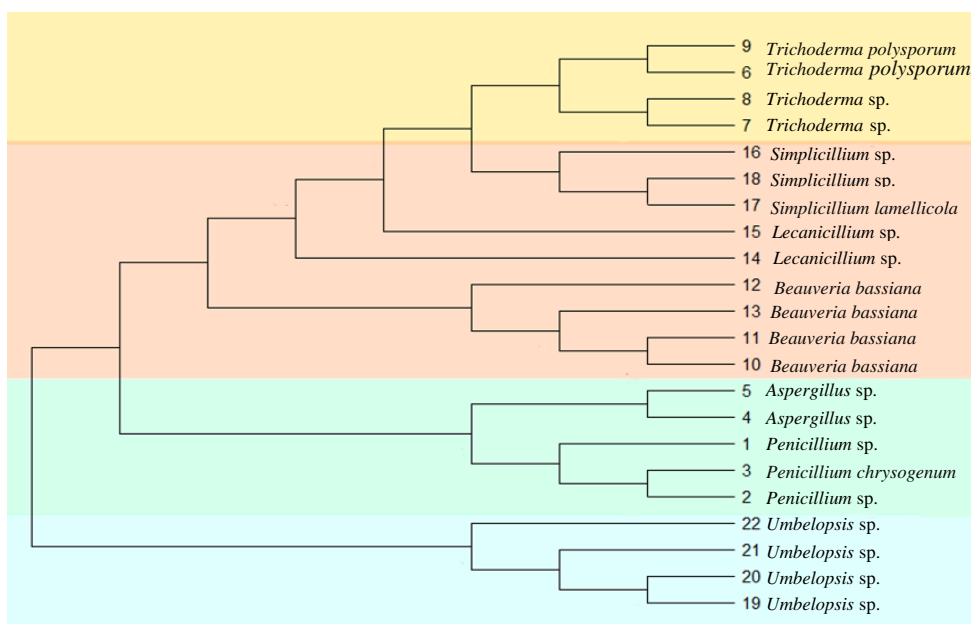 9 Trichoderma polysporum
6 Trichoderma polysporum
8 Trichoderma sp.
7 Trichoderma sp.
16 Simplicillium sp.
18 Simplicillium sp.
17 Simplicillium lamellicola
15 Lecanicillium sp.
14 Lecanicillium sp.
12 Beauveria bassiana
13 Beauveria bassiana
11 Beauveria bassiana
10 Beauveria bassiana
5 Aspergillus sp.
4 Aspergillus sp.
1 Penicillium sp.
3 Penicillium chrysogenum
2 Penicillium sp.
22 Umbelopsis sp.
21 Umbelopsis sp.
20 Umbelopsis sp.
19 Umbelopsis sp.